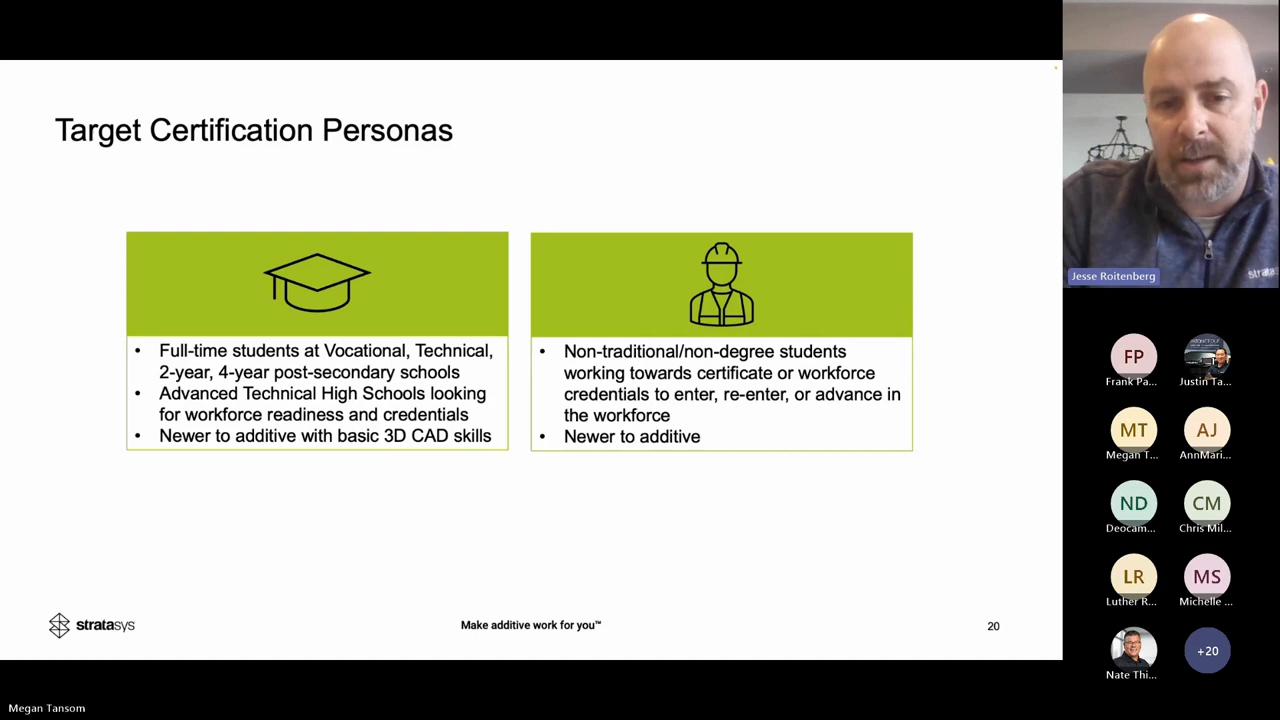 Target Certification Personas
• Full-time students at Vocational, Technical,
2-year, 4-year post-secondary schools
• Advanced Technical High Schools looking
for workforce readiness and credentials
• Newer to additive with basic 3D CAD skills
• Non-traditional/non-degree students
working towards certificate or workforce
credentials to enter, re-enter, or advance in
the workforce
• Newer to additive
stratasys
Make additive work for you™
20
Jesse Roitenberg
strata
FP
Frank Pa...
Justin Ta...
MT
Megan T...
AJ
AnnMari...
ND
Deocam...
CM
Chris Mil...
LR
Luther R...
MS
Michelle ...
Nate Thi...
+20
Megan Tansom